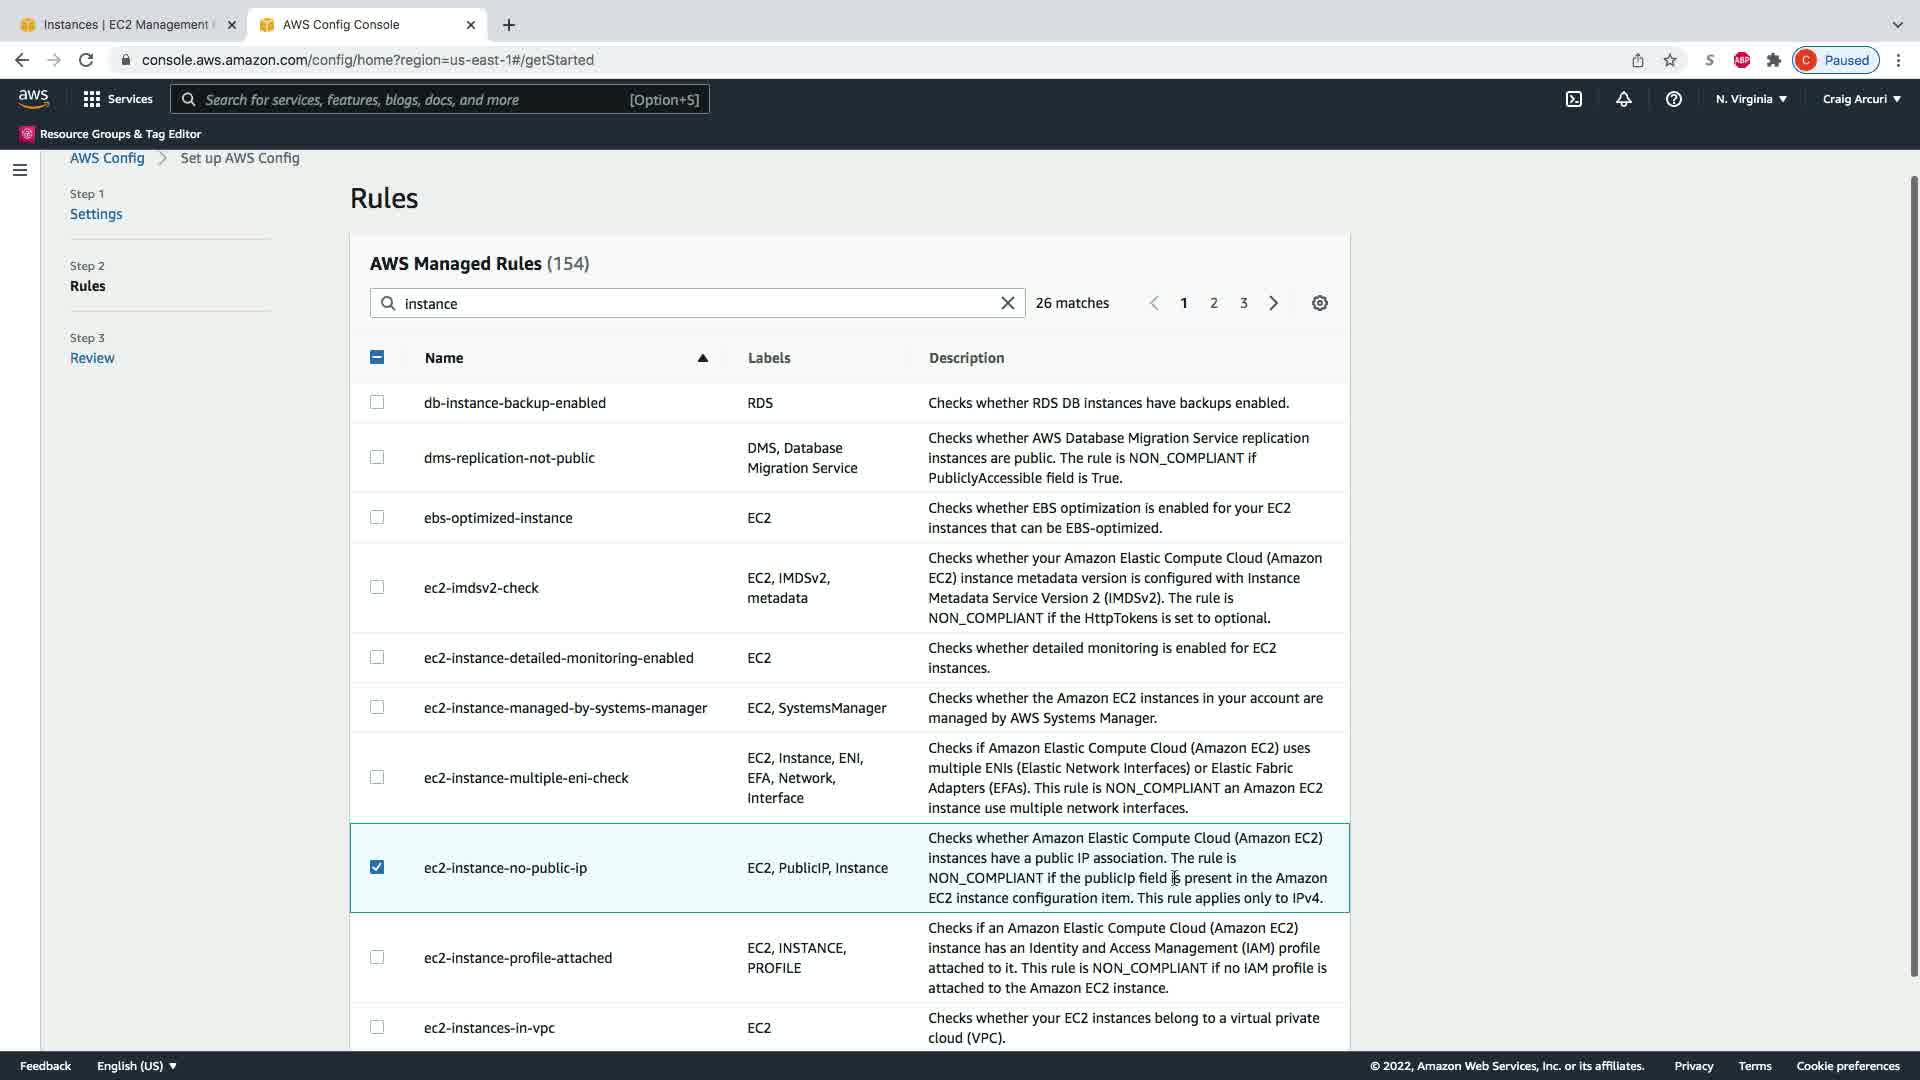 Instances | EC2 Management
AWS Config Console
console.aws.amazon.com/config/home?region=us-east-1#/getStarted
S
ABP
C
Paused
aws
Services
Search for services, features, blogs, docs, and more
[Option+S]
N. Virginia
Craig Arcuri
Resource Groups & Tag Editor
AWS Config
Set up AWS Config
Step 1
Settings
Step 2
Rules
Step 3
Review
Rules
AWS Managed Rules (154)
instance
26 matches
1 2 3
Name
Labels
Description
db-instance-backup-enabled
RDS
Checks whether RDS DB instances have backups enabled.
dms-replication-not-public
DMS, Database
Migration Service
Checks whether AWS Database Migration Service replication
instances are public. The rule is NON_COMPLIANT if
PubliclyAccessible field is True.
ebs-optimized-instance
EC2
Checks whether EBS optimization is enabled for your EC2
instances that can be EBS-optimized.
ec2-imdsv2-check
EC2, IMDSv2,
metadata
Checks whether your Amazon Elastic Compute Cloud (Amazon
EC2) instance metadata version is configured with Instance
Metadata Service Version 2 (IMDSv2). The rule is
NON_COMPLIANT if the HttpTokens is set to optional.
ec2-instance-detailed-monitoring-enabled
EC2
Checks whether detailed monitoring is enabled for EC2
instances.
ec2-instance-managed-by-systems-manager
EC2, SystemsManager
Checks whether the Amazon EC2 instances in your account are
managed by AWS Systems Manager.
ec2-instance-multiple-eni-check
EC2, Instance, ENI,
EFA, Network,
Interface
Checks if Amazon Elastic Compute Cloud (Amazon EC2) uses
multiple ENIs (Elastic Network Interfaces) or Elastic Fabric
Adapters (EFAs). This rule is NON_COMPLIANT an Amazon EC2
instance use multiple network interfaces.
ec2-instance-no-public-ip
EC2, PublicIP, Instance
Checks whether Amazon Elastic Compute Cloud (Amazon EC2)
instances have a public IP association. The rule is
NON_COMPLIANT if the publicIp field is present in the Amazon
EC2 instance configuration item. This rule applies only to IPv4.
ec2-instance-profile-attached
EC2, INSTANCE,
PROFILE
Checks if an Amazon Elastic Compute Cloud (Amazon EC2)
instance has an Identity and Access Management (IAM) profile
attached to it. This rule is NON_COMPLIANT if no IAM profile is
attached to the Amazon EC2 instance.
ec2-instances-in-vpc
EC2
Checks whether your EC2 instances belong to a virtual private
cloud (VPC).
Feedback
English (US)
© 2022, Amazon Web Services, Inc. or its affiliates.
Privacy
Terms
Cookie preferences